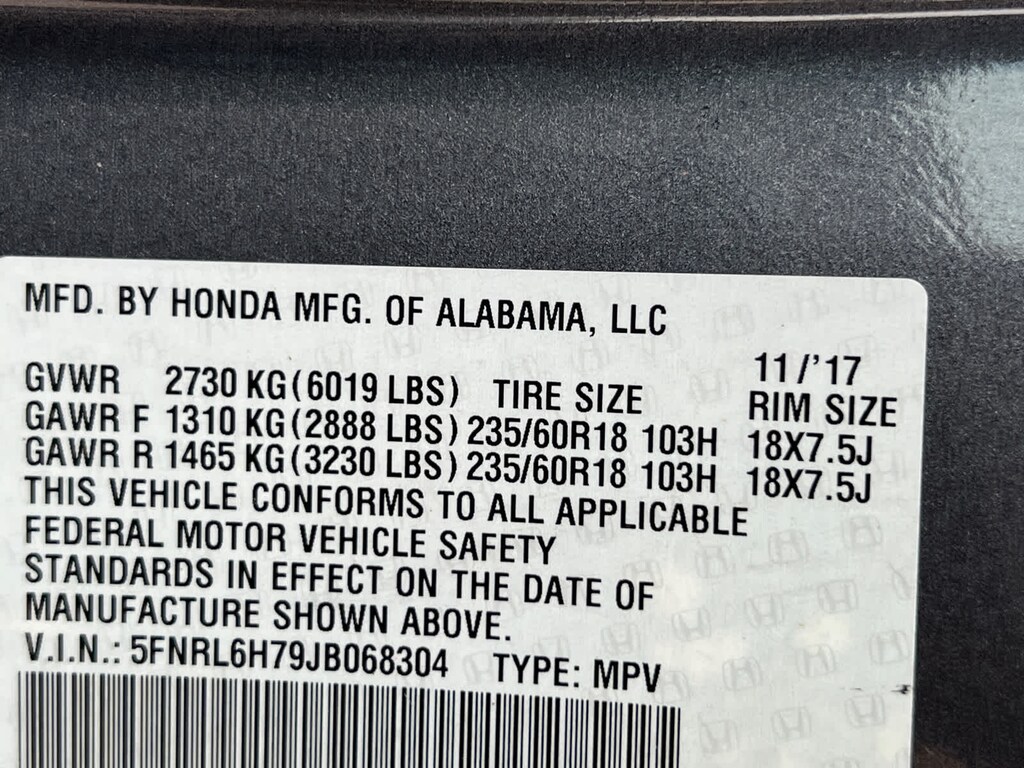 MFD. BY HONDA MFG. OF ALABAMA, LLC
11/'17
GVWR 2730 KG (6019 LBS) TIRE SIZE RIM SIZE
GAWR F 1310 KG (2888 LBS) 235/60R18 103H 18X7.5J
GAWR R 1465 KG (3230 LBS) 235/60R18 103H 18X7.5J
THIS VEHICLE CONFORMS TO ALL APPLICABLE
FEDERAL MOTOR VEHICLE SAFETY
STANDARDS IN EFFECT ON THE DATE OF
MANUFACTURE SHOWN ABOVE.
V.I.N.: 5FNRL6H79JB068304 TYPE: MPV